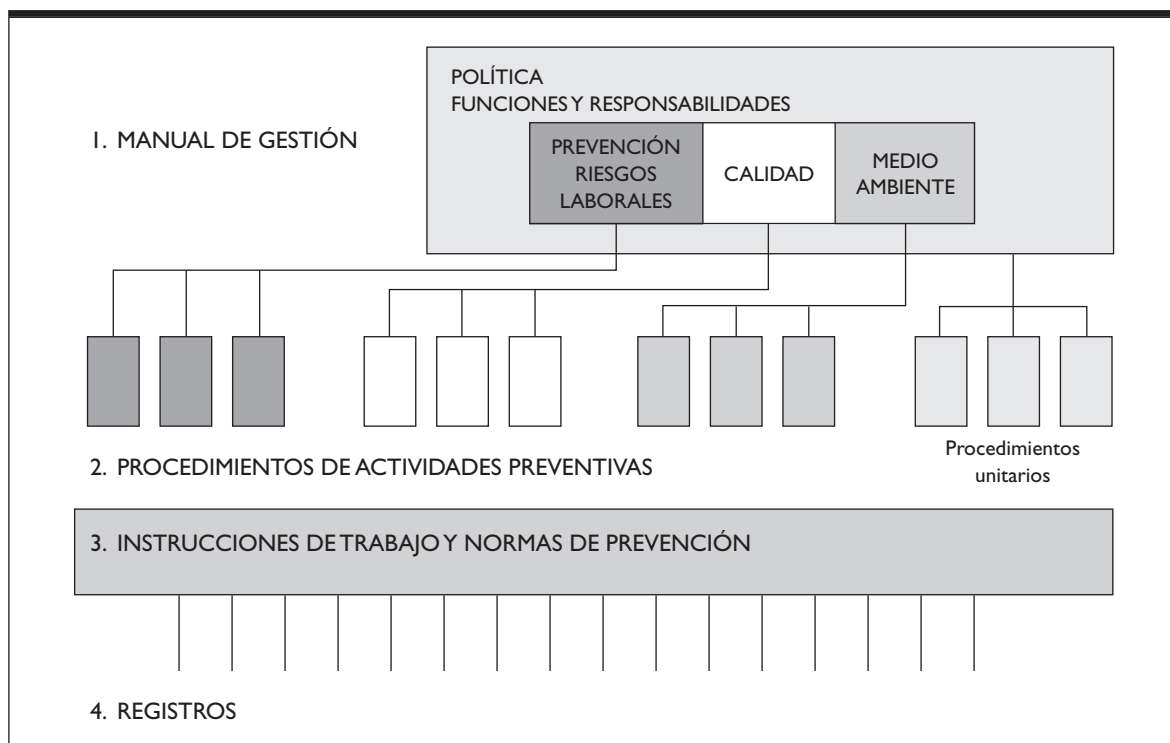 POLÍTICA
FUNCIONES Y RESPONSABILIDADES
1. MANUAL DE GESTIÓN
PREVENCIÓN
RIESGOS
LABORALES
CALIDAD
MEDIO
AMBIENTE
Procedimientos
unitarios
2. PROCEDIMIENTOS DE ACTIVIDADES PREVENTIVAS
3. INSTRUCCIONES DE TRABAJO Y NORMAS DE PREVENCIÓN
4. REGISTROS